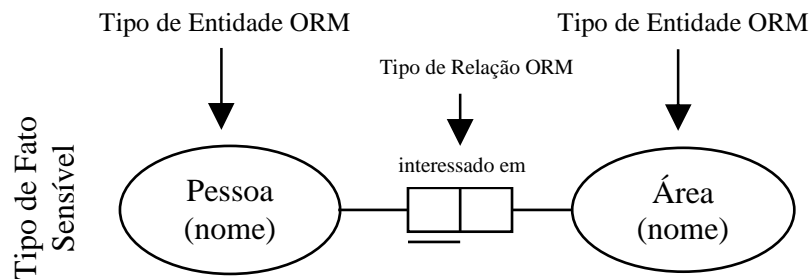 Tipo de Entidade ORM
Tipo de Entidade ORM
Tipo de Relação ORM
Tipo de Fato
Sensível
interessado em
Pessoa
(nome)
Área
(nome)